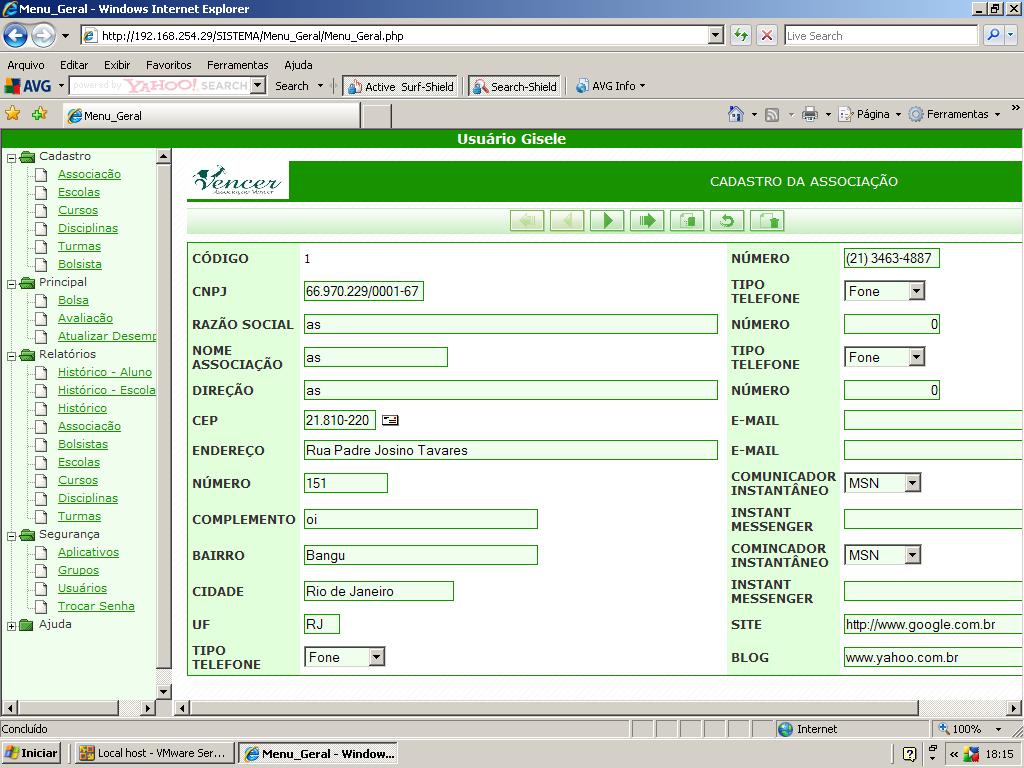 Menu_Geral - Windows Internet Explorer
http://192.168.254.29/SISTEMA/Menu_Geral/Menu_Geral.php
Live Search
Arquivo Editar Exibir Favoritos Ferramentas Ajuda
AVG powered by YAHOO! SEARCH Search Active Surf-Shield Search-Shield AVG Info
Menu_Geral Página Ferramentas »
Usuário Gisele
Cadastro
Associação
Escolas
Cursos
Disciplinas
Turmas
Bolsista
Principal
Bolsa
Avaliação
Atualizar Desemp
Relatórios
Histórico - Aluno
Histórico - Escola
Histórico
Associação
Bolsistas
Escolas
Cursos
Disciplinas
Turmas
Segurança
Aplicativos
Grupos
Usuários
Trocar Senha
Ajuda
Vencer
CADASTRO DA ASSOCIAÇÃO
CÓDIGO 1
CNPJ 66.970.229/0001-67
RAZÃO SOCIAL as
NOME
ASSOCIAÇÃO as
DIREÇÃO as
CEP 21.810-220
ENDEREÇO Rua Padre Josino Tavares
NÚMERO 151
COMPLEMENTO oi
BAIRRO Bangu
CIDADE Rio de Janeiro
UF RJ
TIPO
TELEFONE Fone
NÚMERO (21) 3463-4887
TIPO
TELEFONE Fone
NÚMERO 0
TIPO
TELEFONE Fone
NÚMERO 0
E-MAIL
E-MAIL
COMUNICADOR
INSTANTÂNEO MSN
INSTANT
MESSENGER
COMINCADOR
INSTANTÂNEO MSN
INSTANT
MESSENGER
SITE http://www.google.com.br
BLOG www.yahoo.com.br
Concluído Internet 100%
Iniciar Local host - VMware Ser... Menu_Geral - Window... « 18:15